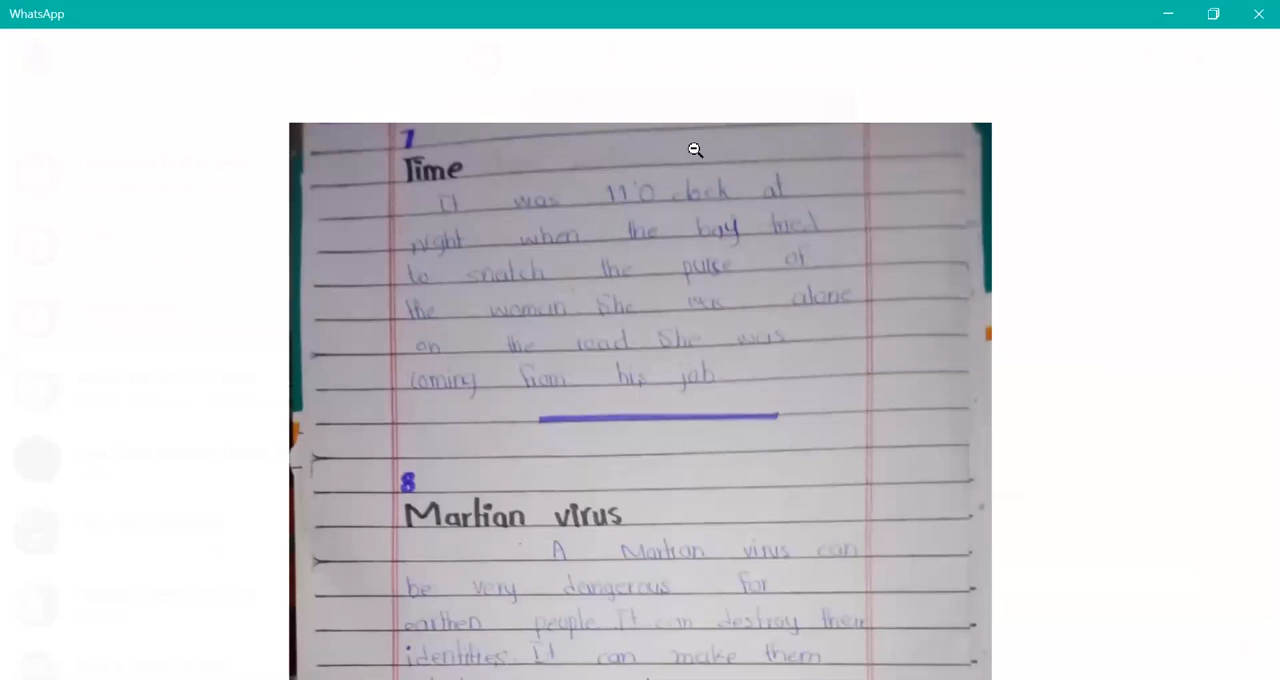 WhatsApp
7
Time
It was 11'0 clock at
night when the boy tried
to snatch the pulse of
the woman She was alone
on the road She was
coming from his job
8
Martian virus
A Martian virus can
be very dangerous for
earthen people. It can destroy their
identities. It can make them